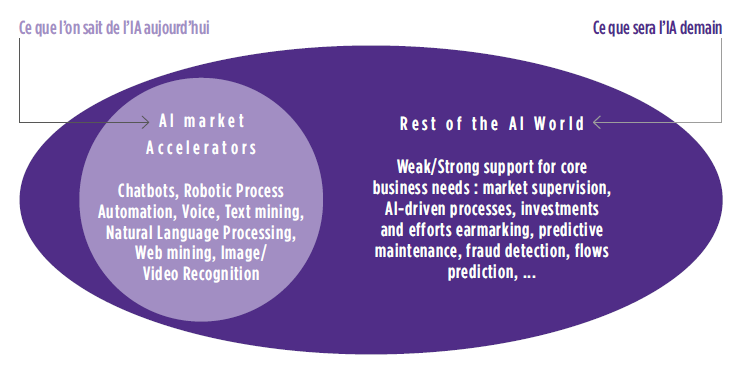 Ce que l'on sait de l'IA aujourd'hui
Ce que sera l'IA demain
AI market
Accelerators
Chatbots, Robotic Process
Automation, Voice, Text mining,
Natural Language Processing,
Web mining, Image/
Video Recognition
Rest of the AI World
Weak/Strong support for core
business needs : market supervision,
AI-driven processes, investments
and efforts earmarking, predictive
maintenance, fraud detection, flows
prediction, ...